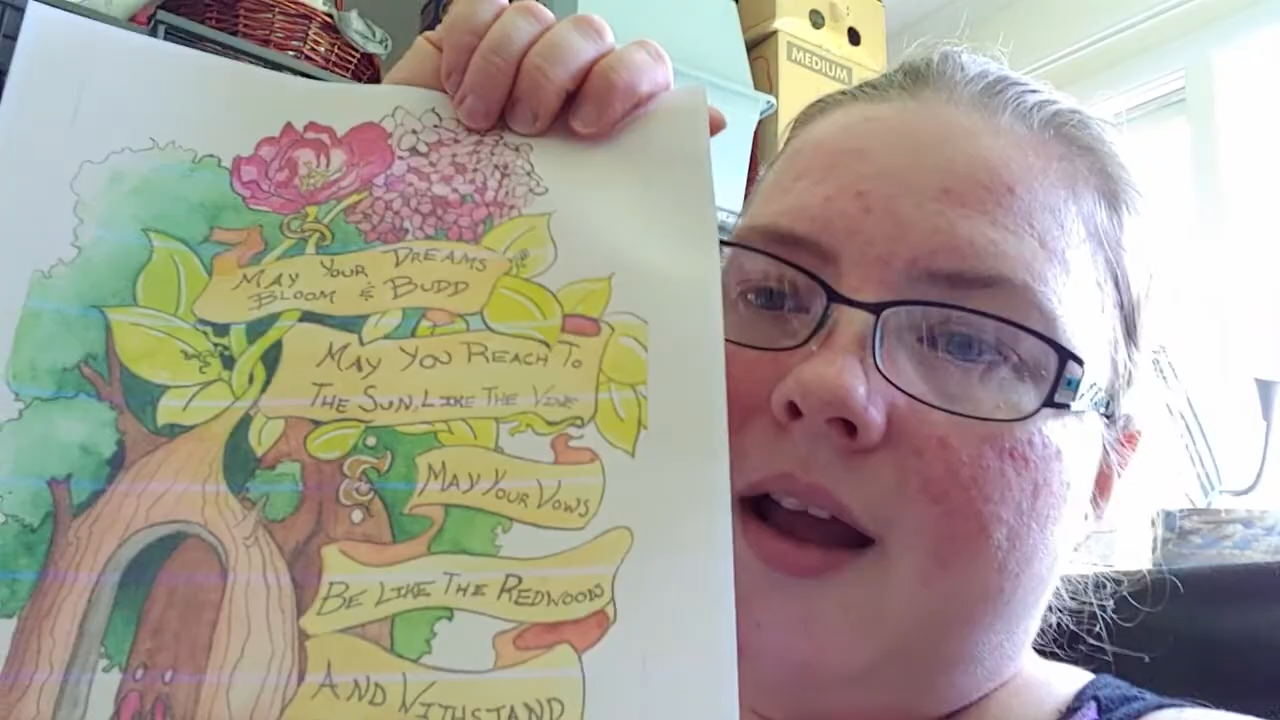 MEDIUM
MAY YOUR DREAMS
BLOOM & BUDD
MAY YOU REACH TO
THE SUN, LIKE THE VINE
MAY YOUR VOWS
BE LIKE THE REDWOODS
AND WITHSTAND